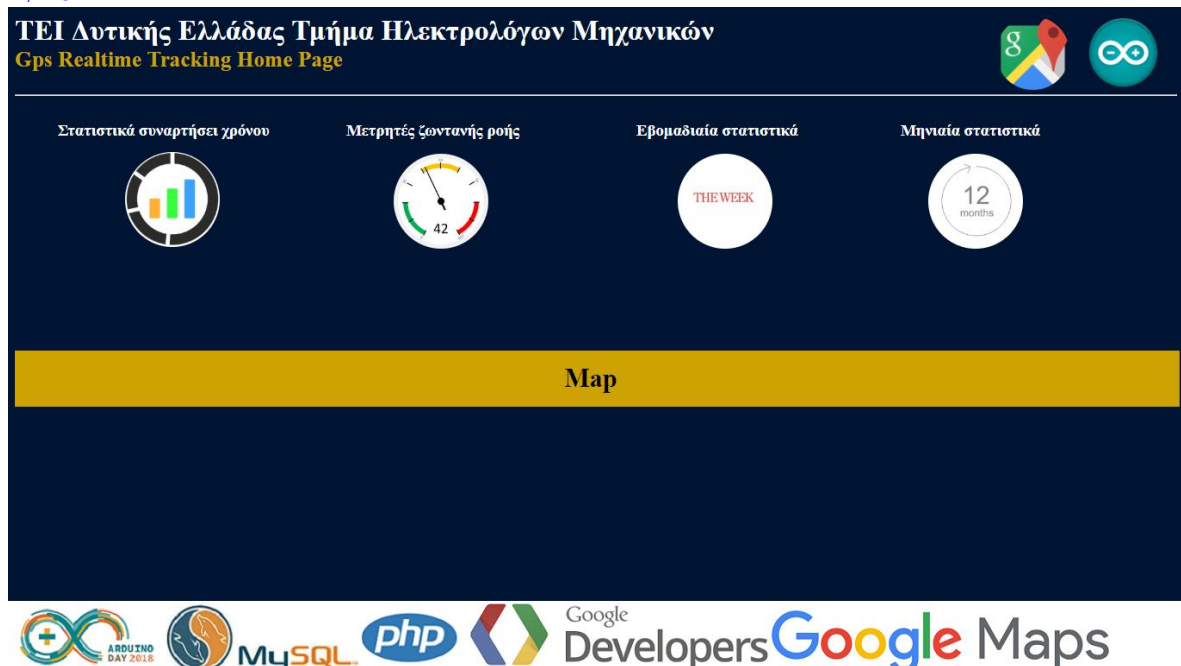 ΤΕΙ Δυτικής Ελλάδας Τμήμα Ηλεκτρολόγων Μηχανικών
Gps Realtime Tracking Home Page
g
Στατιστικά συναρτήσει χρόνου
Μετρητές ζωντανής ροής
Εβομαδιαία στατιστικά
Μηνιαία στατιστικά
42
THE WEEK
12
months
Map
ARDUINO
DAY 2018
MySQL
php
Google
Developers
Google Maps